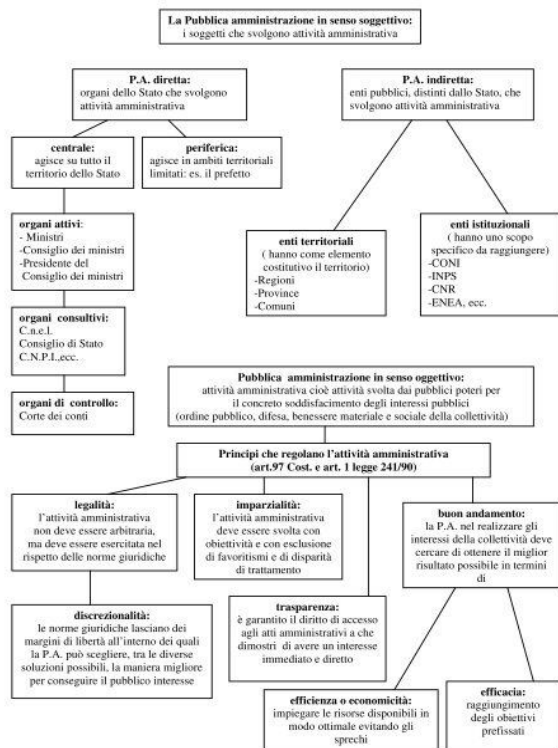 La Pubblica amministrazione in senso soggettivo:
i soggetti che svolgono attività amministrativa
P.A. diretta:
organi dello Stato che svolgono
attività amministrativa
P.A. indiretta:
enti pubblici, distinti dallo Stato, che
svolgono attività amministrativa
centrale:
agisce su tutto il
territorio dello Stato
periferica:
agisce in ambiti territoriali
limitati: es. il prefetto
organi attivi:
- Ministri
-Consiglio dei ministri
-Presidente del
Consiglio dei ministri
enti territoriali
( hanno come elemento
costitutivo il territorio)
-Regioni
-Province
-Comuni
enti istituzionali
( hanno uno scopo
specifico da raggiungere)
-CONI
-INPS
-CNR
-ENEA, ecc.
organi consultivi:
C.n.e.l.
Consiglio di Stato
C.N.P.I.,ecc.
organi di controllo:
Corte dei conti
Pubblica amministrazione in senso oggettivo:
attività amministrativa cioè attività svolta dai pubblici poteri per
il concreto soddisfacimento degli interessi pubblici
(ordine pubblico, difesa, benessere materiale e sociale della collettività)
Principi che regolano l'attività amministrativa
(art.97 Cost. e art. 1 legge 241/90)
legalità:
l'attività amministrativa
non deve essere arbitraria,
ma deve essere esercitata nel
rispetto delle norme giuridiche
imparzialità:
l'attività amministrativa
deve essere svolta con
obiettività e con esclusione
di favoritismi e di disparità
di trattamento
buon andamento:
la P.A. nel realizzare gli
interessi della collettività deve
cercare di ottenere il miglior
risultato possibile in termini
di
discrezionalità:
le norme giuridiche lasciano dei
margini di libertà all'interno dei quali
la P.A. può scegliere, tra le diverse
soluzioni possibili, la maniera migliore
per conseguire il pubblico interesse
trasparenza:
è garantito il diritto di accesso
agli atti amministrativi a che
dimostri di avere un interesse
immediato e diretto
efficienza o economicità:
impiegare le risorse disponibili in
modo ottimale evitando gli
sprechi
efficacia:
raggiungimento
degli obiettivi
prefissati